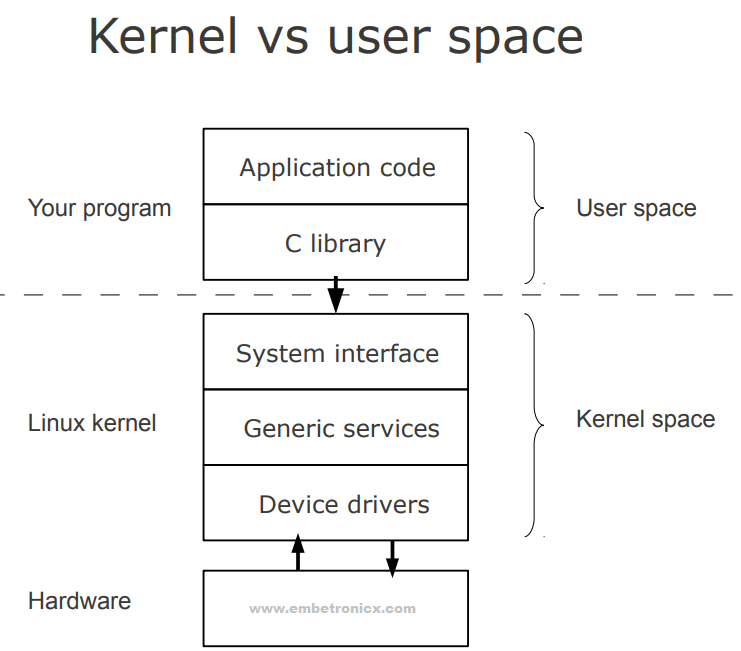 Kernel vs user space
Application code
Your program
User space
C library
System interface
Linux kernel
Generic services
Kernel space
Device drivers
Hardware
www.embetronicx.com